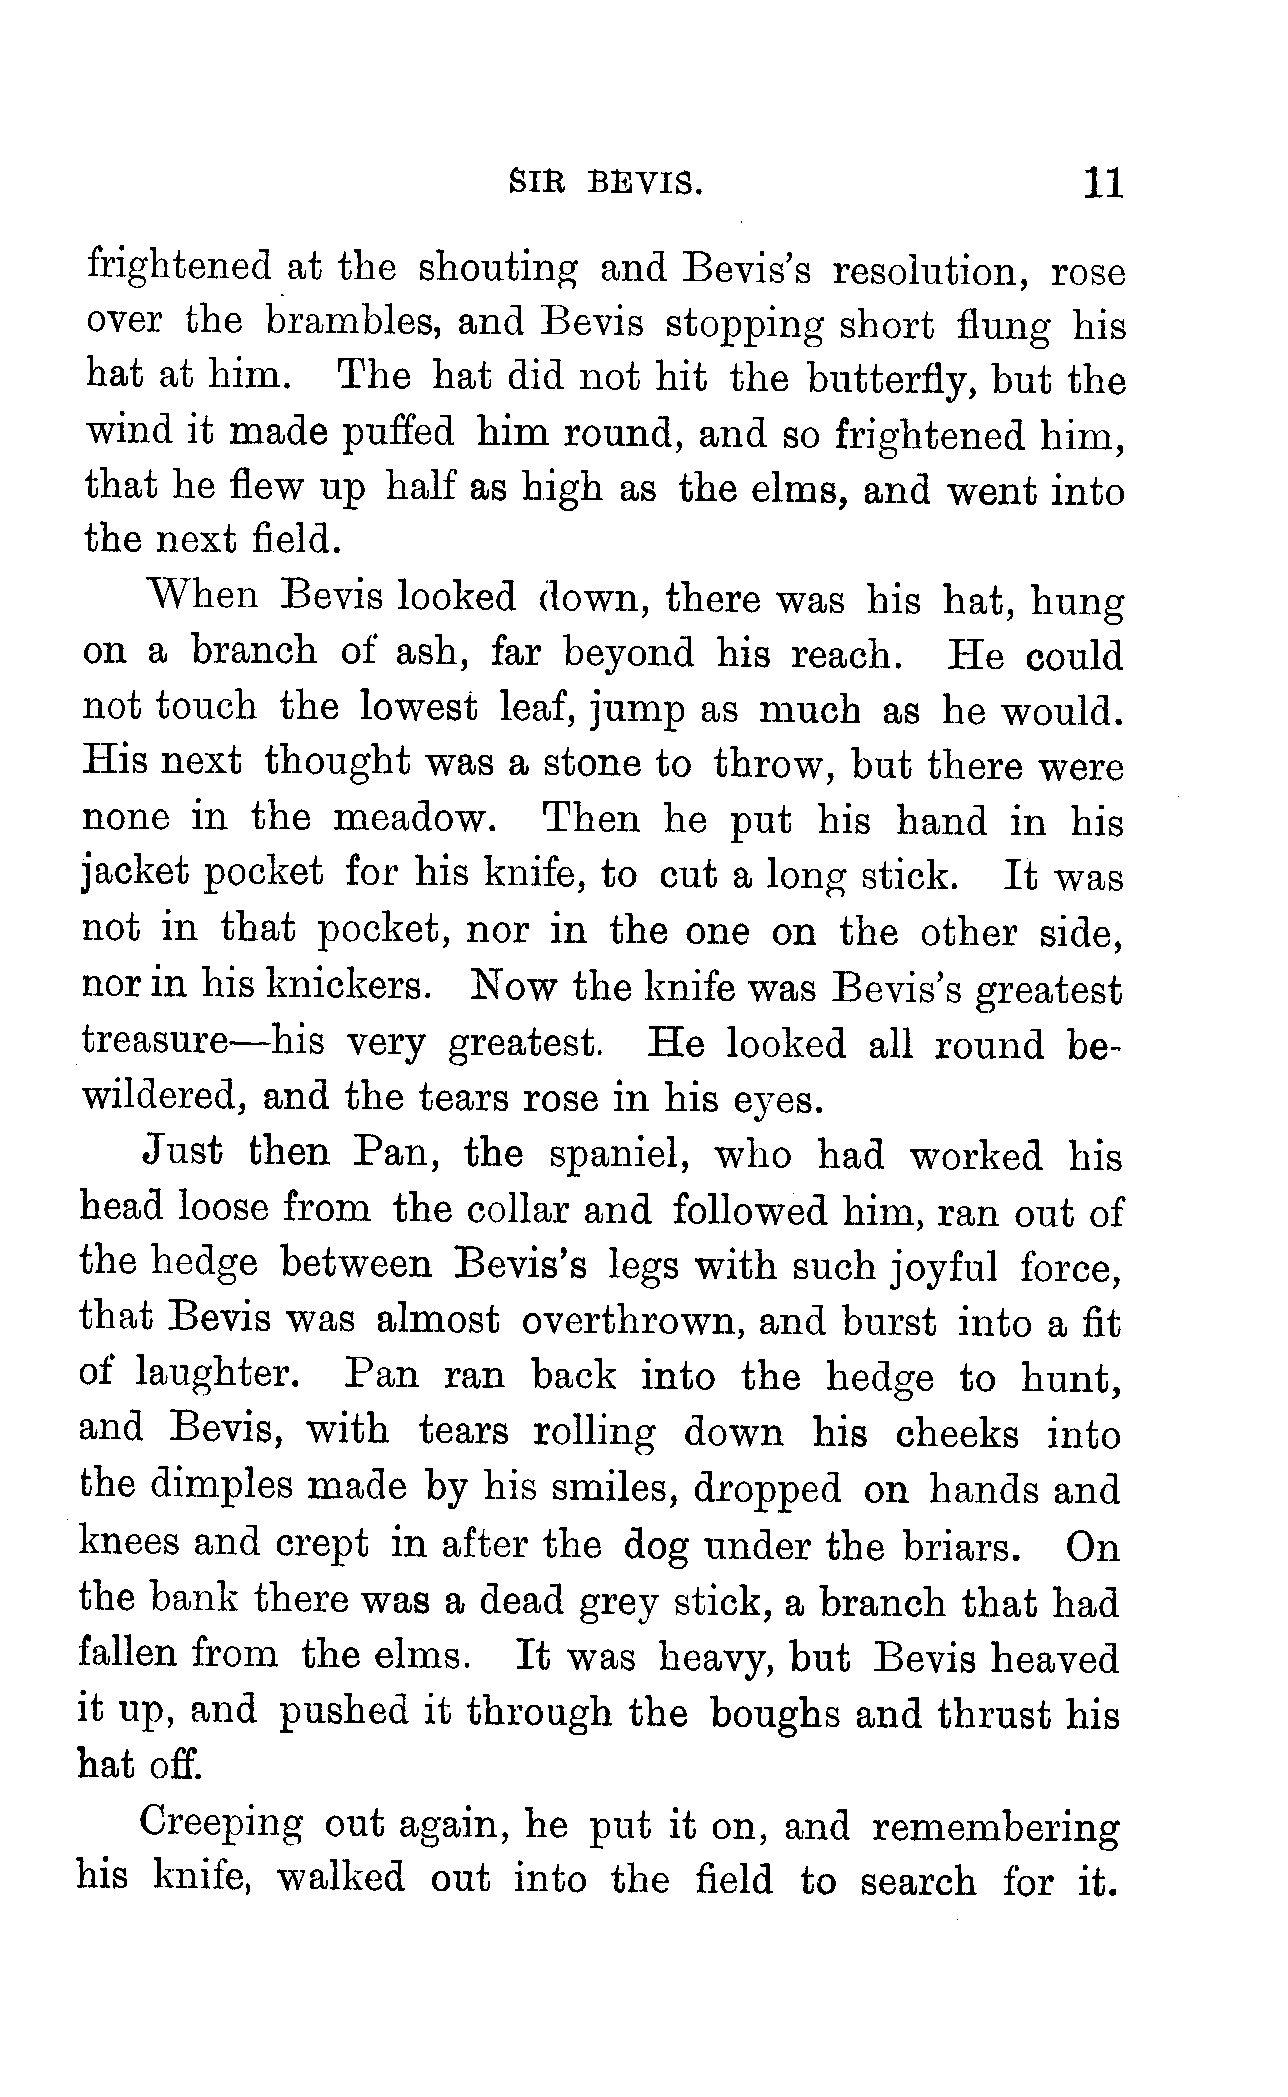 SIR BEVIS. 11
frightened at the shouting and Bevis's resolution, rose
over the brambles, and Bevis stopping short flung his
hat at him. The hat did not hit the butterfly, but the
wind it made puffed him round, and so frightened him,
that he flew up half as high as the elms, and went into
the next field.
When Bevis looked down, there was his hat, hung
on a branch of ash, far beyond his reach. He could
not touch the lowest leaf, jump as much as he would.
His next thought was a stone to throw, but there were
none in the meadow. Then he put his hand in his
jacket pocket for his knife, to cut a long stick. It was
not in that pocket, nor in the one on the other side,
nor in his knickers. Now the knife was Bevis's greatest
treasure—his very greatest. He looked all round be-
wildered, and the tears rose in his eyes.
Just then Pan, the spaniel, who had worked his
head loose from the collar and followed him, ran out of
the hedge between Bevis's legs with such joyful force,
that Bevis was almost overthrown, and burst into a fit
of laughter. Pan ran back into the hedge to hunt,
and Bevis, with tears rolling down his cheeks into
the dimples made by his smiles, dropped on hands and
knees and crept in after the dog under the briars. On
the bank there was a dead grey stick, a branch that had
fallen from the elms. It was heavy, but Bevis heaved
it up, and pushed it through the boughs and thrust his
hat off.
Creeping out again, he put it on, and remembering
his knife, walked out into the field to search for it.